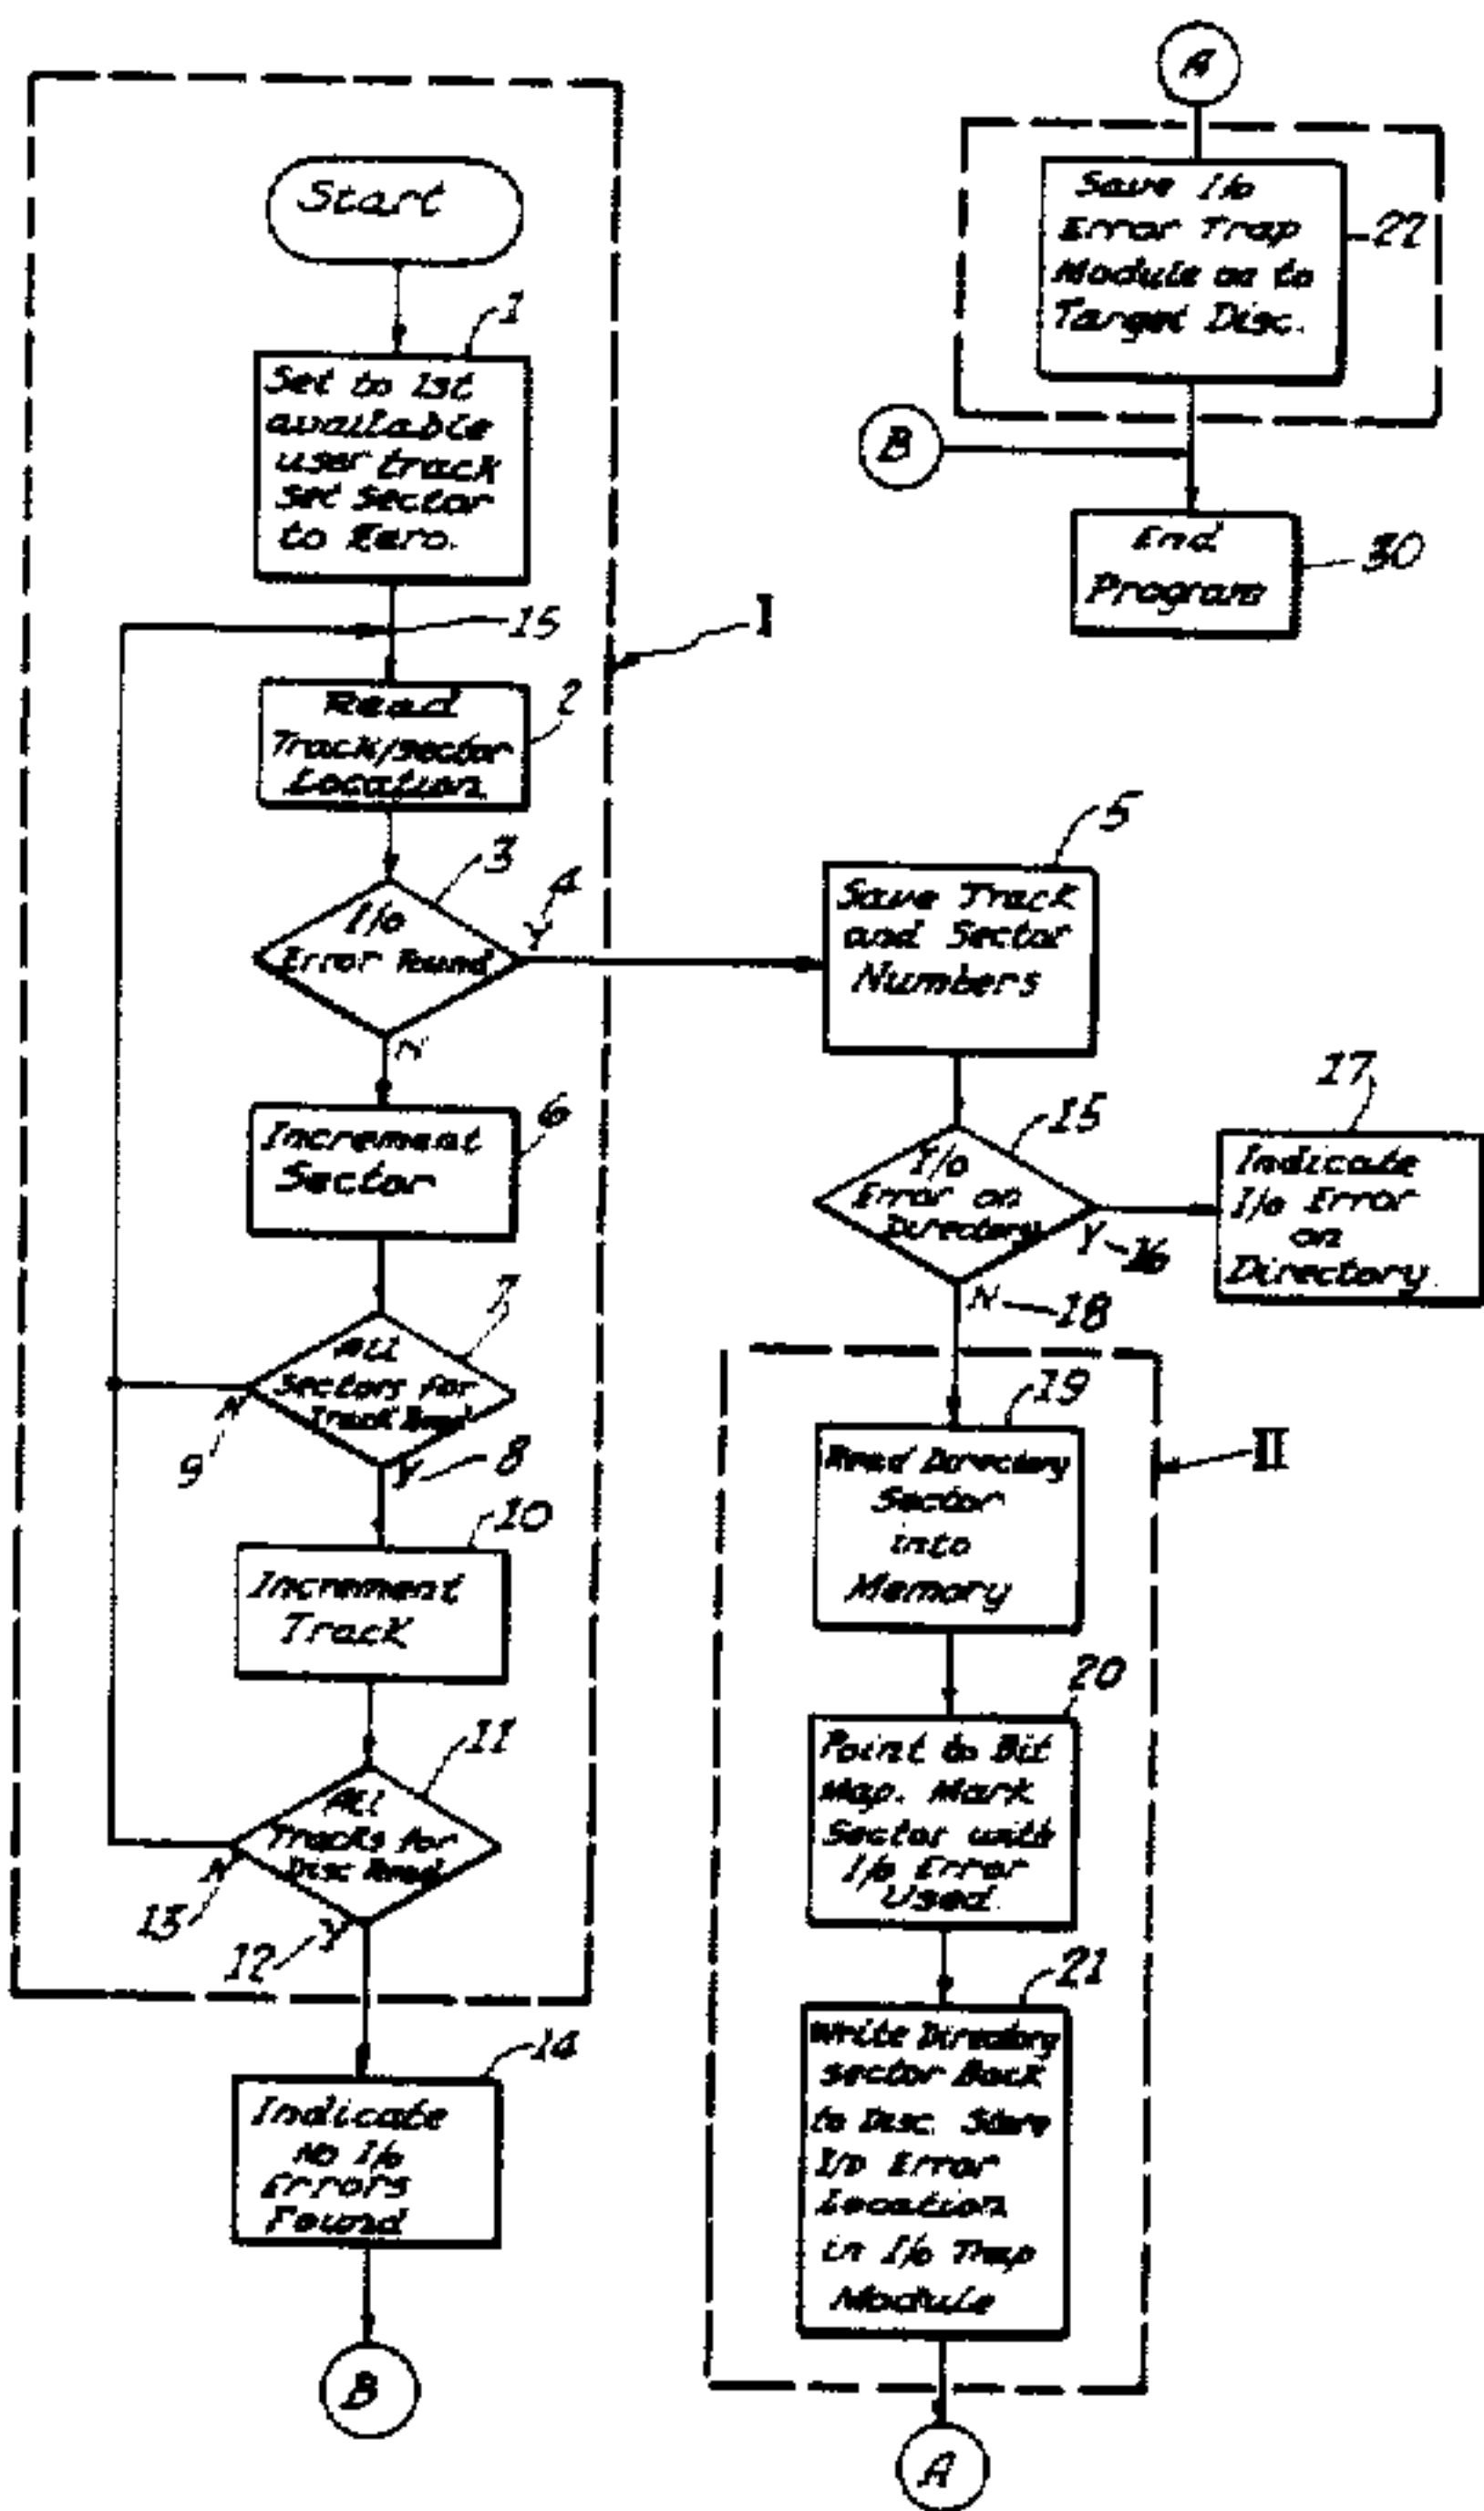 Start
1
Set to 1st
available
user track
Set Sector
to Zero.
15
I
Read
Track/Sector
Location
2
3
I/o
Error Found
Y 4
N
Increment
Sector
6
7
All
Sectors for
Track Read
9
Y 8
10
Increment
Track
11
All
Tracks for
Disc Read
N
13
12 Y
14
Indicate
No I/o
Errors
Found
B
A
Save I/o
Error Trap
Module on to
Target Disc.
22
B
End
Program
30
5
Save Track
and Sector
Numbers
15
I/o
Error on
Directory
Y 16
17
Indicate
I/o Error
on
Directory.
N 18
II
19
Read Directory
Sector
into
Memory
20
Point to Bit
Map. Mark
Sector with
I/o Error
Used.
21
Write Directory
sector Back
to Disc. Store
I/o Error
Location
in I/o Trap
Module
A